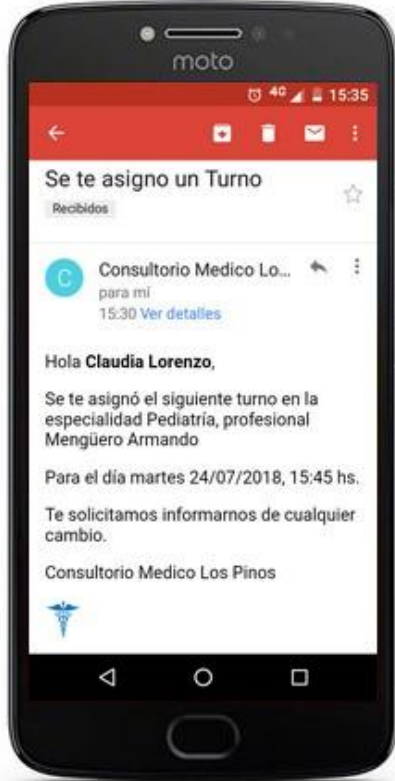 moto
4G 15:35
Se te asigno un Turno
Recibidos
C
Consultorio Medico Lo...
para mí
15:30 Ver detalles
Hola Claudia Lorenzo,
Se te asignó el siguiente turno en la
especialidad Pediatría, profesional
Mengüero Armando
Para el día martes 24/07/2018, 15:45 hs.
Te solicitamos informarnos de cualquier
cambio.
Consultorio Medico Los Pinos